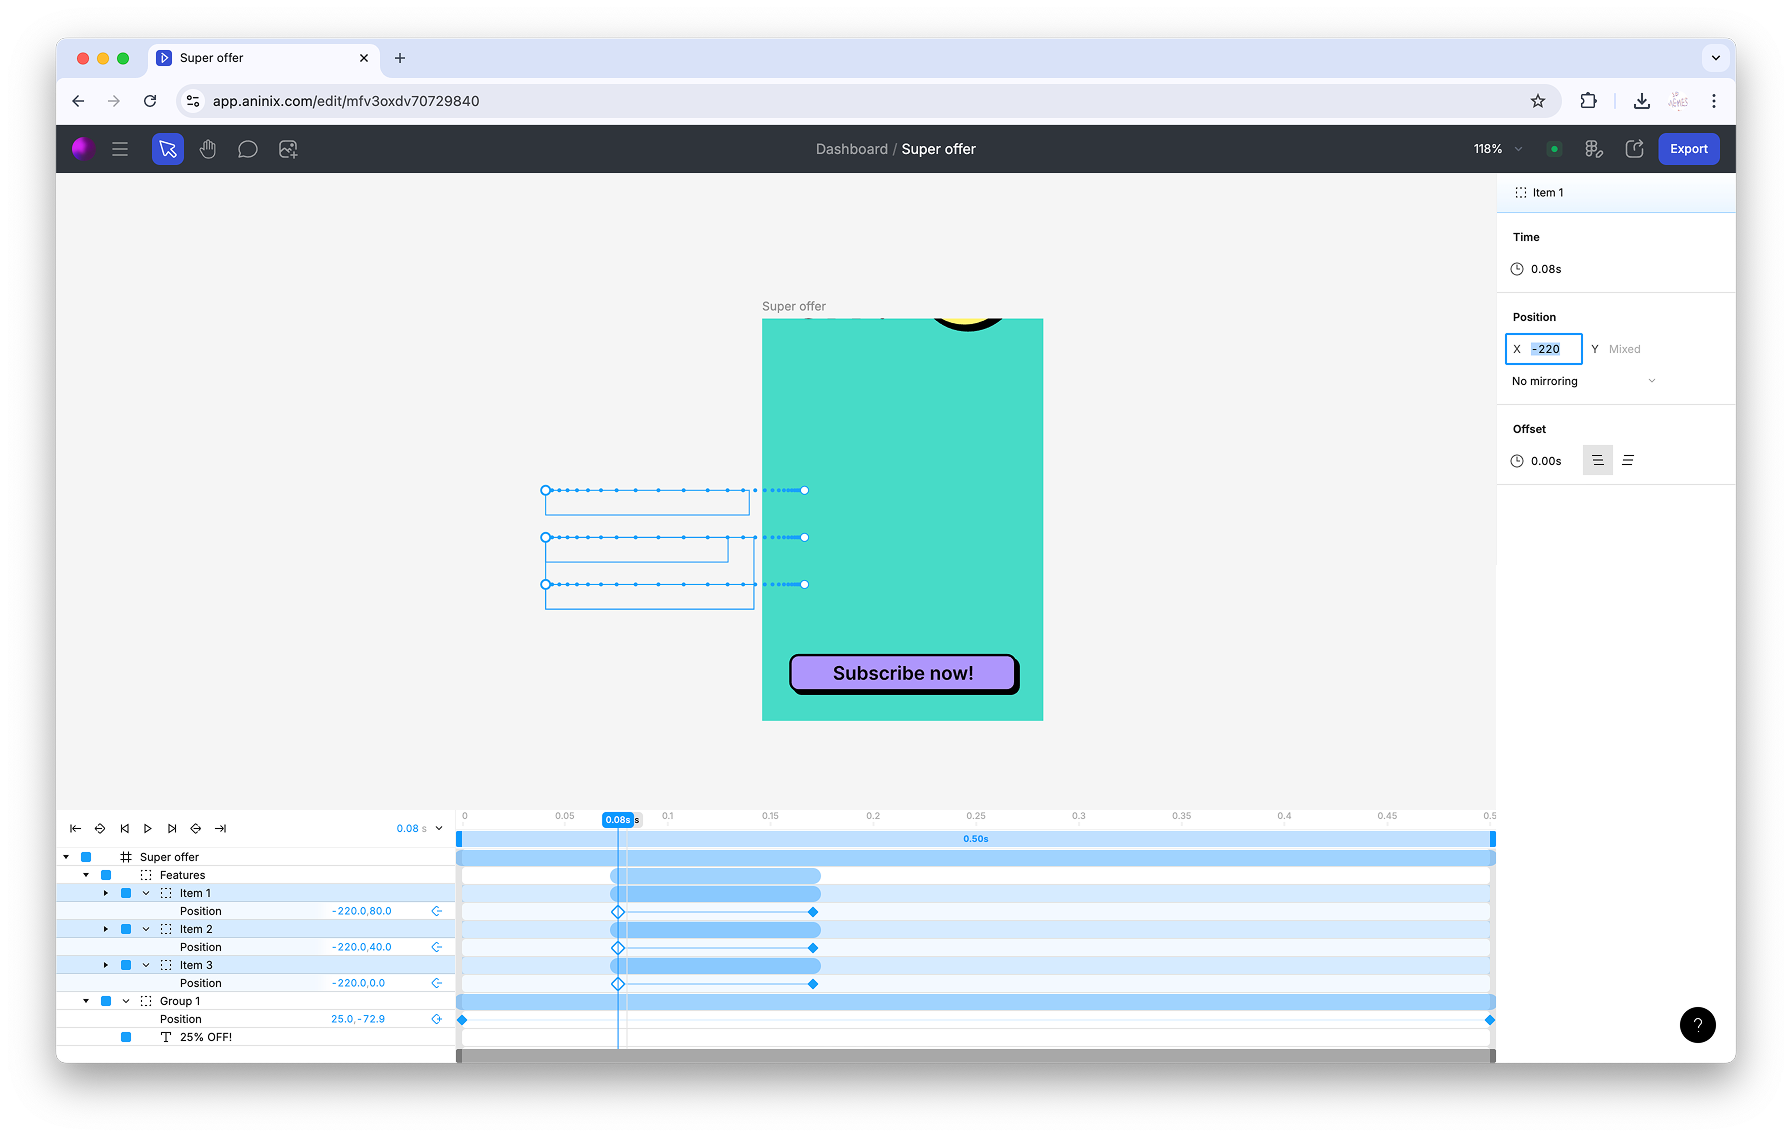 Super offer
app.aninix.com/edit/mfv3oxdv70729840
Dashboard / Super offer
118%
Export
Item 1
Time
0.08s
Position
X -220 Y Mixed
No mirroring
Offset
0.00s
Super offer
Subscribe now!
0.08 s
0 0.05 0.08s s 0.1 0.15 0.2 0.25 0.3 0.35 0.4 0.45 0.5
0.50s
Super offer
Features
Item 1
Position -220.0,80.0
Item 2
Position -220.0,40.0
Item 3
Position -220.0,0.0
Group 1
Position 25.0,-72.9
25% OFF!
?